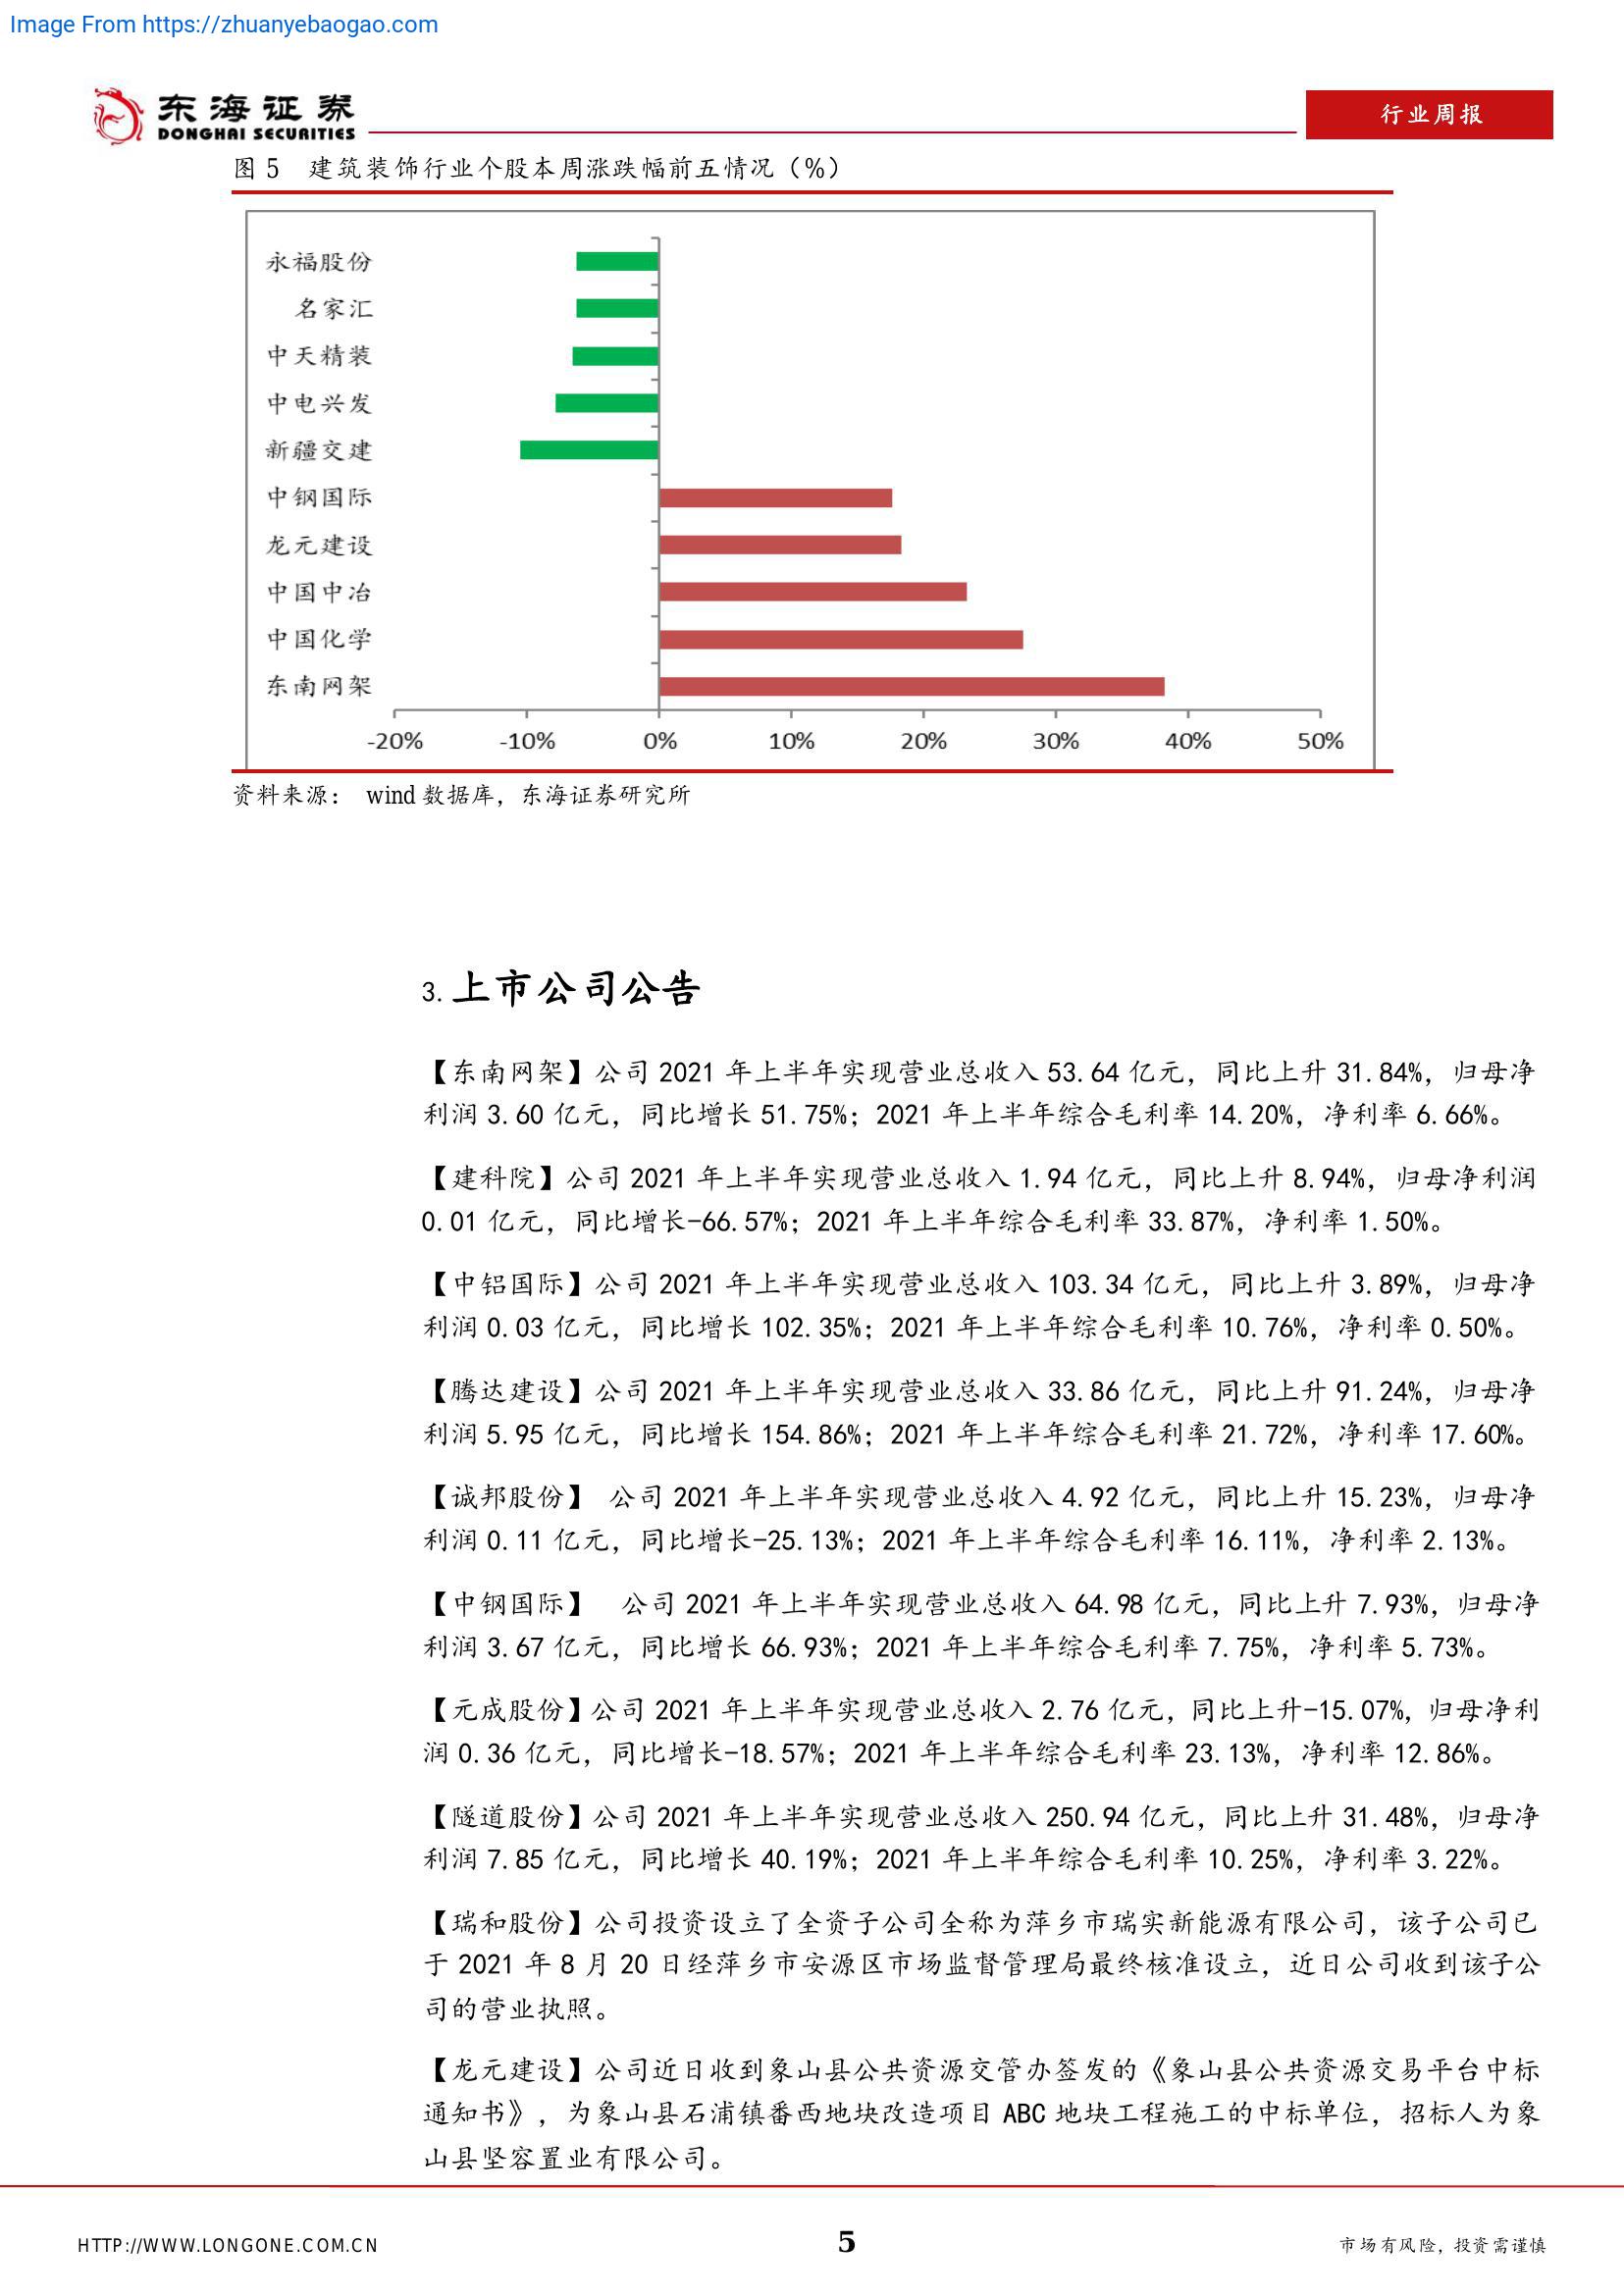 Image From https://zhuanyebaogao.com
东海证券
DONGHAI SECURITIES
行业周报
图 5 建筑装饰行业个股本周涨跌幅前五情况（%）
永福股份
名家汇
中天精装
中电兴发
新疆交建
中钢国际
龙元建设
中国中冶
中国化学
东南网架
-20% -10% 0% 10% 20% 30% 40% 50%
资料来源： wind 数据库，东海证券研究所
3. 上市公司公告
【东南网架】公司 2021 年上半年实现营业总收入 53.64 亿元，同比上升 31.84%，归母净
利润 3.60 亿元，同比增长 51.75%；2021 年上半年综合毛利率 14.20%，净利率 6.66%。
【建科院】公司 2021 年上半年实现营业总收入 1.94 亿元，同比上升 8.94%，归母净利润
0.01 亿元，同比增长-66.57%；2021 年上半年综合毛利率 33.87%，净利率 1.50%。
【中铝国际】公司 2021 年上半年实现营业总收入 103.34 亿元，同比上升 3.89%，归母净
利润 0.03 亿元，同比增长 102.35%；2021 年上半年综合毛利率 10.76%，净利率 0.50%。
【腾达建设】公司 2021 年上半年实现营业总收入 33.86 亿元，同比上升 91.24%，归母净
利润 5.95 亿元，同比增长 154.86%；2021 年上半年综合毛利率 21.72%，净利率 17.60%。
【诚邦股份】 公司 2021 年上半年实现营业总收入 4.92 亿元，同比上升 15.23%，归母净
利润 0.11 亿元，同比增长-25.13%；2021 年上半年综合毛利率 16.11%，净利率 2.13%。
【中钢国际】 公司 2021 年上半年实现营业总收入 64.98 亿元，同比上升 7.93%，归母净
利润 3.67 亿元，同比增长 66.93%；2021 年上半年综合毛利率 7.75%，净利率 5.73%。
【元成股份】公司 2021 年上半年实现营业总收入 2.76 亿元，同比上升-15.07%，归母净利
润 0.36 亿元，同比增长-18.57%；2021 年上半年综合毛利率 23.13%，净利率 12.86%。
【隧道股份】公司 2021 年上半年实现营业总收入 250.94 亿元，同比上升 31.48%，归母净
利润 7.85 亿元，同比增长 40.19%；2021 年上半年综合毛利率 10.25%，净利率 3.22%。
【瑞和股份】公司投资设立了全资子公司全称为萍乡市瑞实新能源有限公司，该子公司已
于 2021 年 8 月 20 日经萍乡市安源区市场监督管理局最终核准设立，近日公司收到该子公
司的营业执照。
【龙元建设】公司近日收到象山县公共资源交管办签发的《象山县公共资源交易平台中标
通知书》，为象山县石浦镇番西地块改造项目 ABC 地块工程施工的中标单位，招标人为象
山县坚容置业有限公司。
HTTP://WWW.LONGONE.COM.CN
5
市场有风险，投资需谨慎